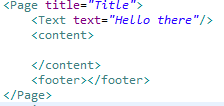 <Page title="Title">
    <Text text="Hello there"/>
    <content>

    </content>
    <footer></footer>
</Page>